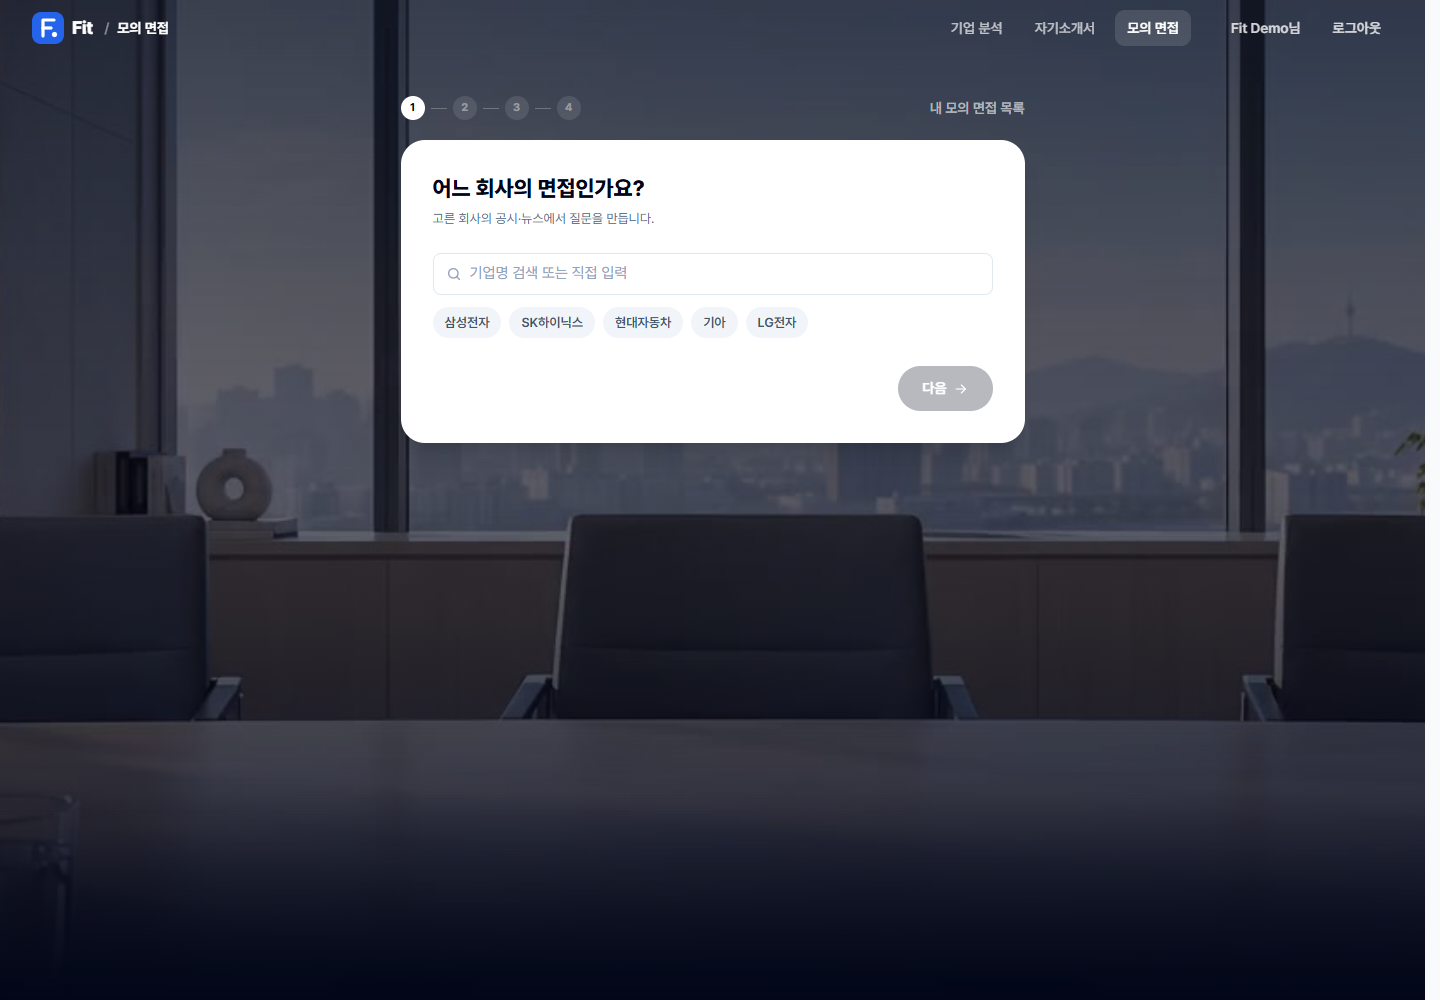 F. Fit / 모의 면접
기업 분석 자기소개서 모의 면접 Fit Demo님 로그아웃
1 2 3 4
내 모의 면접 목록
어느 회사의 면접인가요?
고른 회사의 공시·뉴스에서 질문을 만듭니다.
기업명 검색 또는 직접 입력
삼성전자 SK하이닉스 현대자동차 기아 LG전자
다음 →